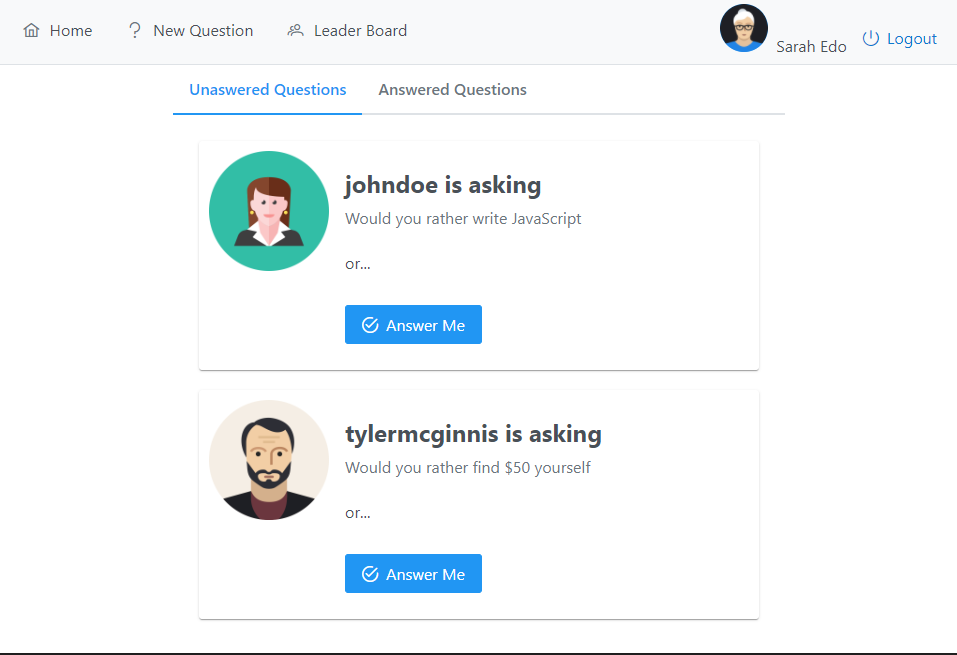 Home New Question Leader Board Sarah Edo Logout
Unaswered Questions Answered Questions
johndoe is asking
Would you rather write JavaScript
or...
Answer Me
tylermcginnis is asking
Would you rather find $50 yourself
or...
Answer Me